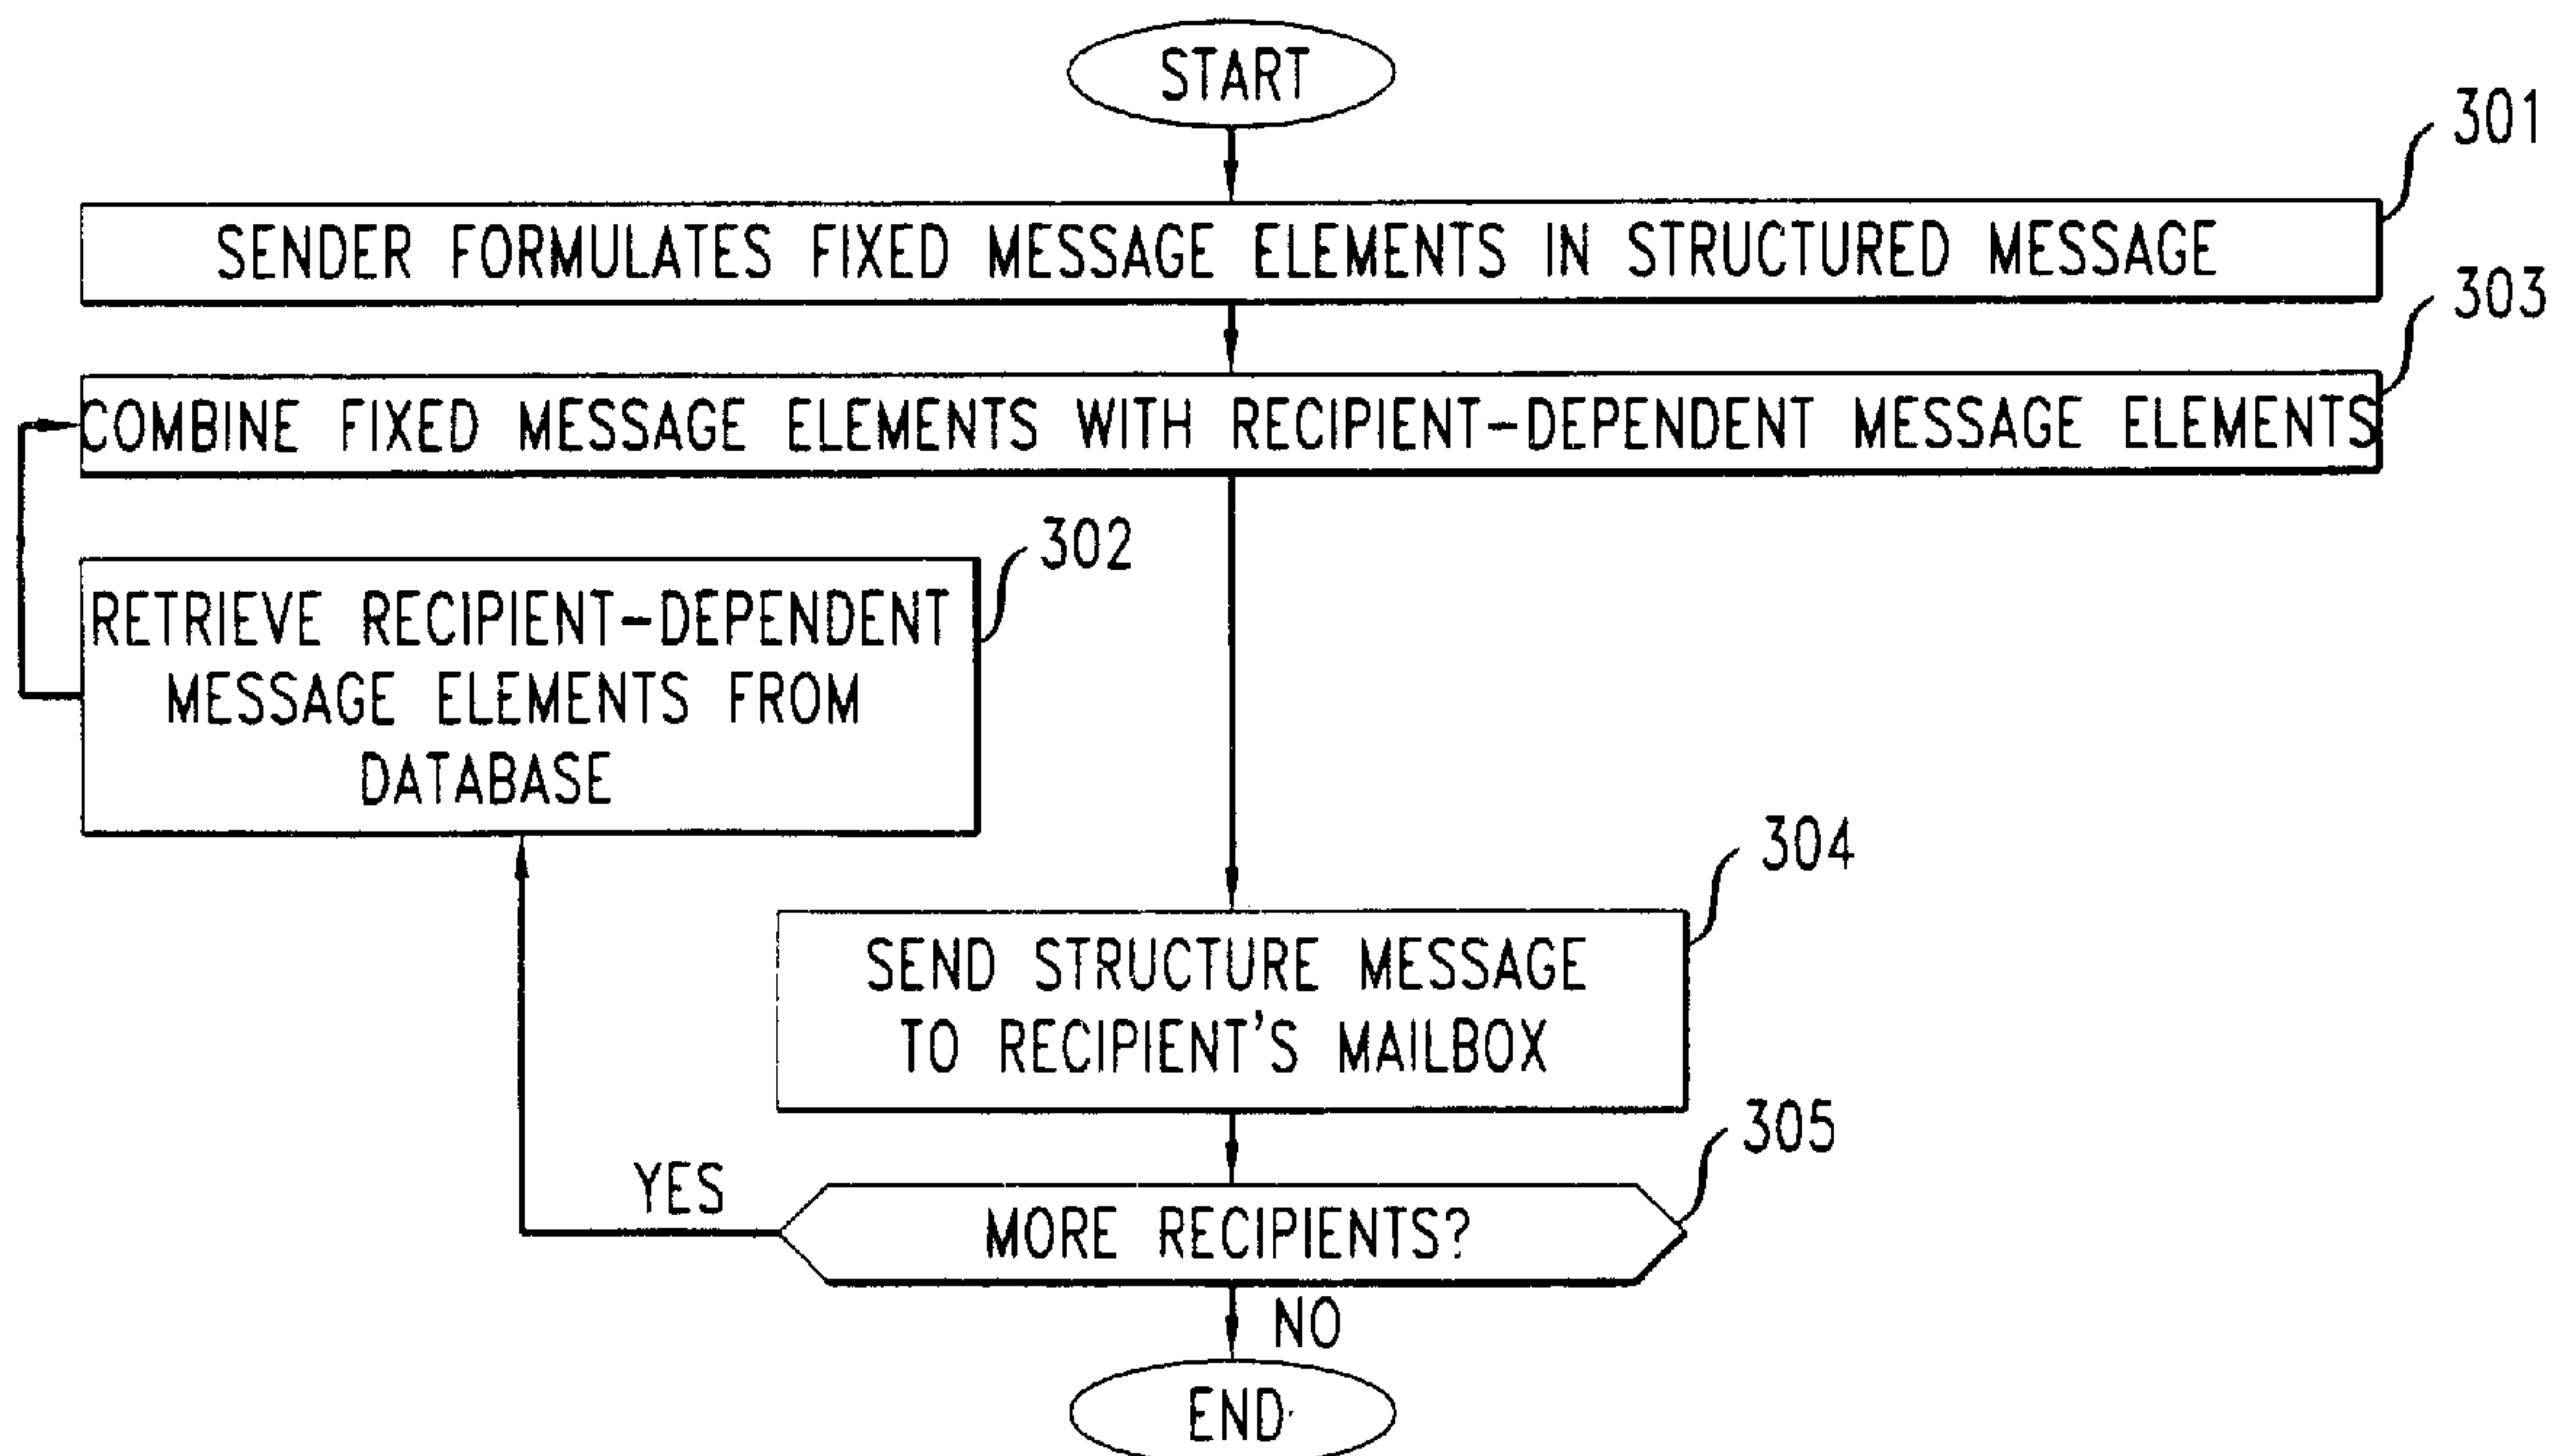 START
301
SENDER FORMULATES FIXED MESSAGE ELEMENTS IN STRUCTURED MESSAGE
303
COMBINE FIXED MESSAGE ELEMENTS WITH RECIPIENT-DEPENDENT MESSAGE ELEMENTS
302
RETRIEVE RECIPIENT-DEPENDENT
MESSAGE ELEMENTS FROM
DATABASE
304
SEND STRUCTURE MESSAGE
TO RECIPIENT'S MAILBOX
305
YES
MORE RECIPIENTS?
NO
END